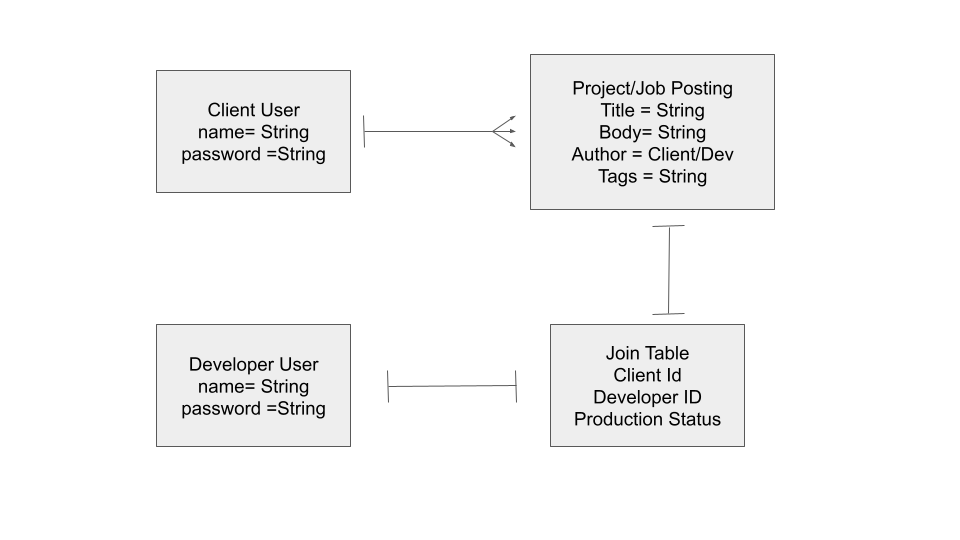 Client User
name= String
password =String
Project/Job Posting
Title = String
Body= String
Author = Client/Dev
Tags = String
Developer User
name= String
password =String
Join Table
Client Id
Developer ID
Production Status